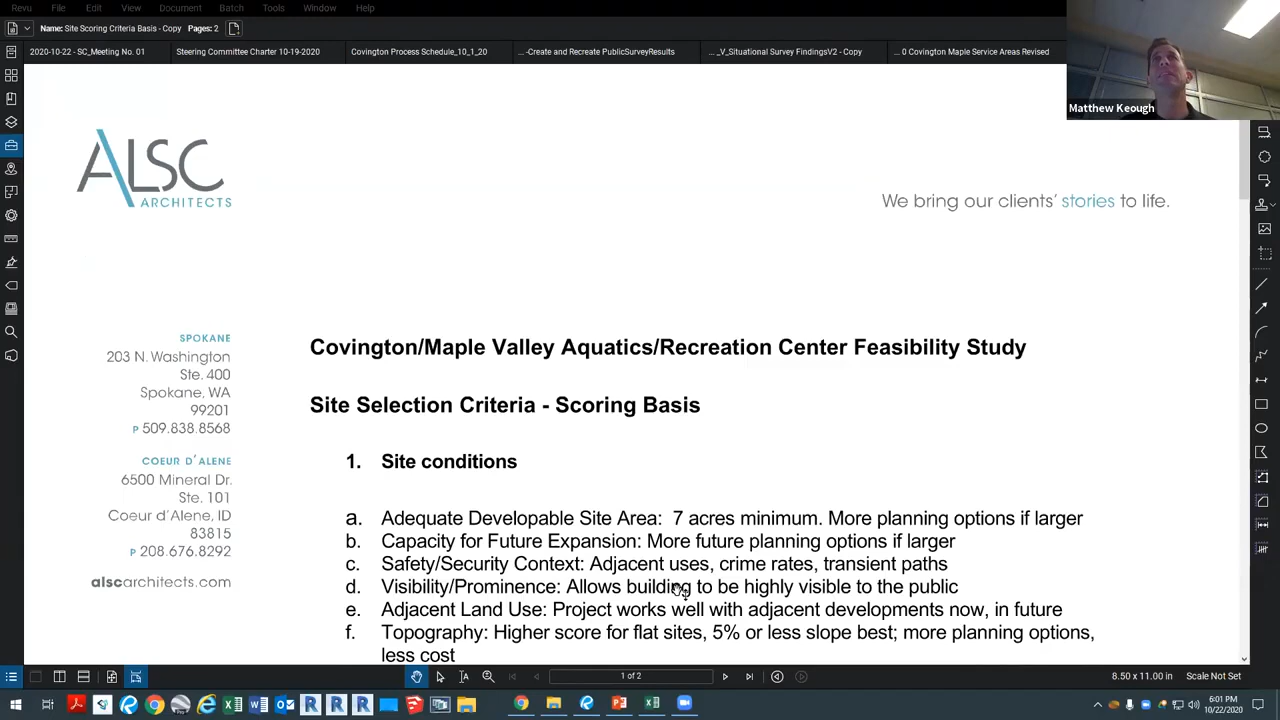 Revu File Edit View Document Batch Tools Window Help
Name: Site Scoring Criteria Basis - Copy Pages: 2
2020-10-22 - SC_Meeting No. 01
Steering Committee Charter 10-19-2020
Covington Process Schedule_10_1_20
... -Create and Recreate PublicSurveyResults
... _V_Situational Survey FindingsV2 - Copy
... 0 Covington Maple Service Areas Revised
Matthew Keough
ALSC
ARCHITECTS
We bring our clients' stories to life.
SPOKANE
203 N. Washington
Ste. 400
Spokane, WA
99201
P 509.838.8568
COEUR D'ALENE
6500 Mineral Dr.
Ste. 101
Coeur d'Alene, ID
83815
P 208.676.8292
alscarchitects.com
Covington/Maple Valley Aquatics/Recreation Center Feasibility Study
Site Selection Criteria - Scoring Basis
1. Site conditions
a. Adequate Developable Site Area: 7 acres minimum. More planning options if larger
b. Capacity for Future Expansion: More future planning options if larger
c. Safety/Security Context: Adjacent uses, crime rates, transient paths
d. Visibility/Prominence: Allows building to be highly visible to the public
e. Adjacent Land Use: Project works well with adjacent developments now, in future
f. Topography: Higher score for flat sites, 5% or less slope best; more planning options,
less cost
1 of 2
8.50 x 11.00 in
Scale Not Set
6:01 PM
10/22/2020